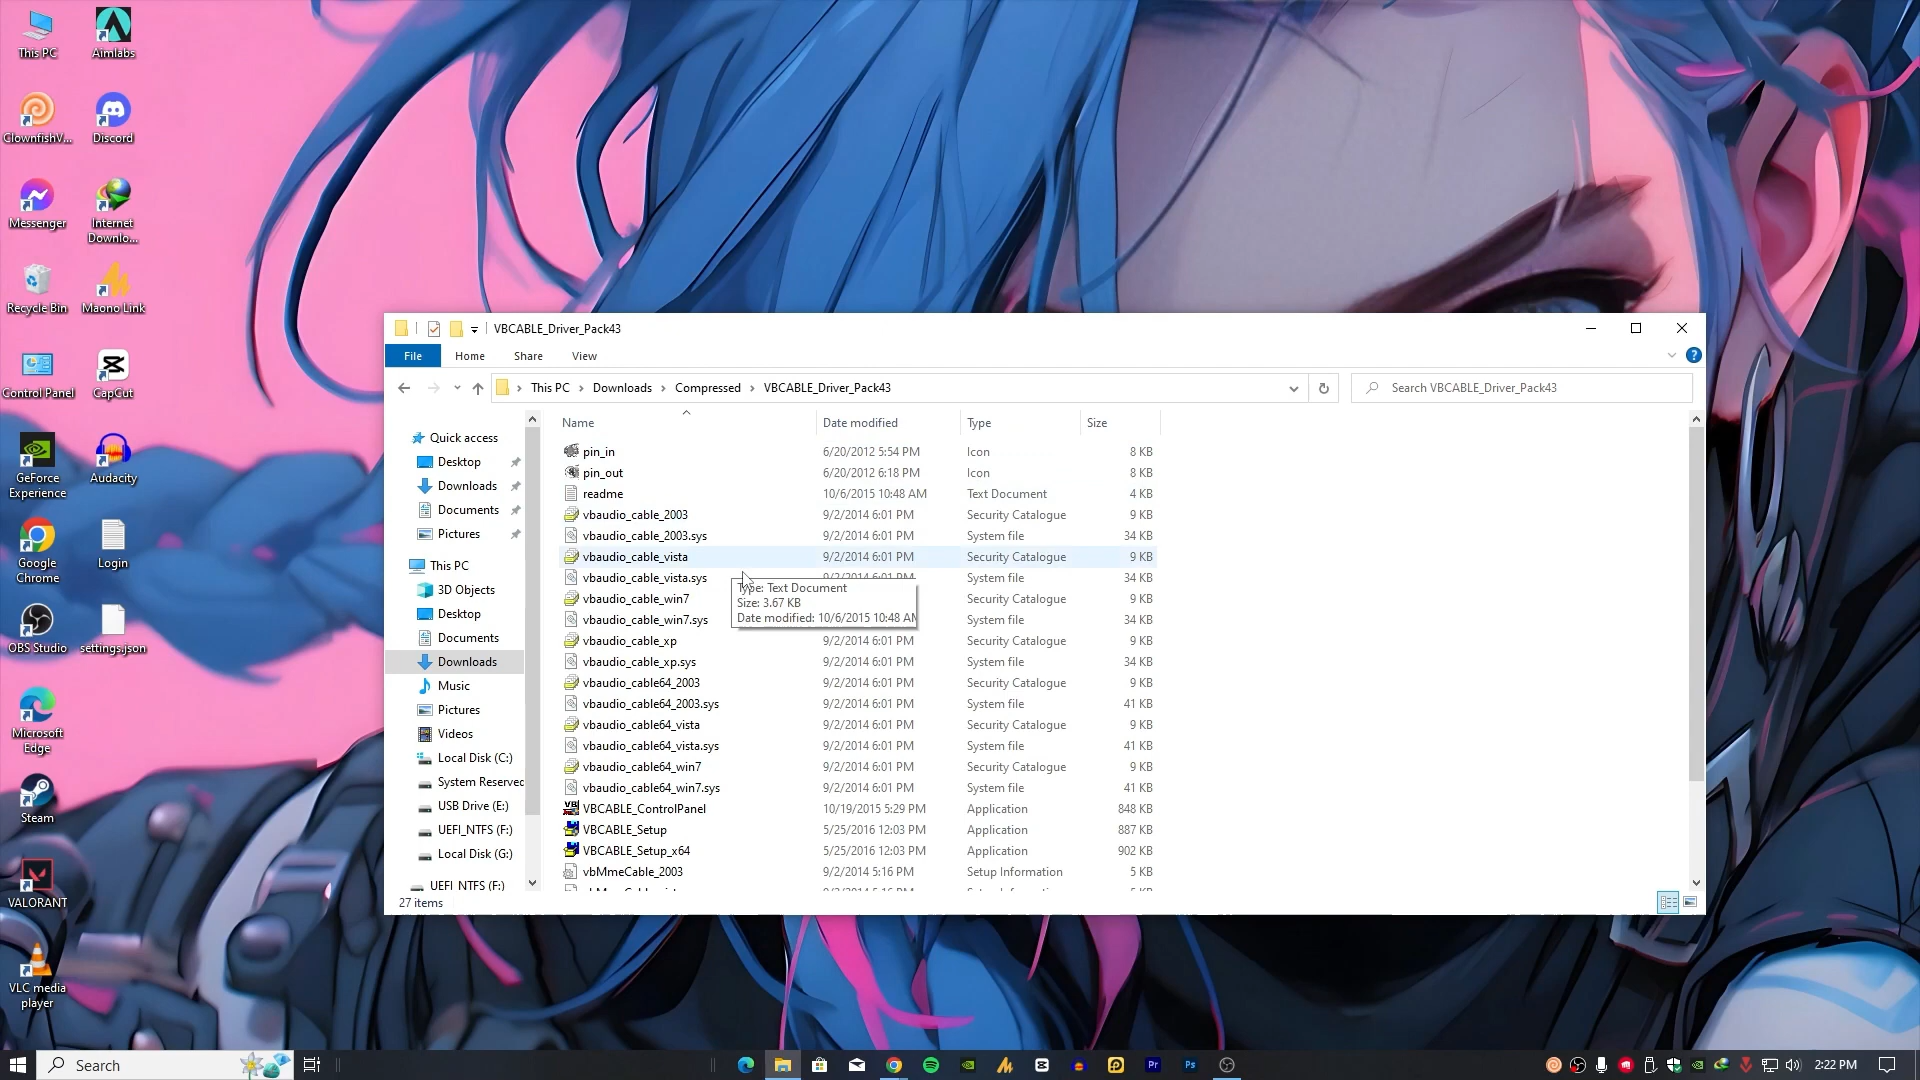 This PC
Aimlabs
ClownfishV...
Discord
Messenger
Internet
Downlo...
Recycle Bin
Maono Link
Control Panel
CapCut
GeForce
Experience
Audacity
Google
Chrome
Login
OBS Studio
settings.json
Microsoft
Edge
Steam
VALORANT
VLC media
player
VBCABLE_Driver_Pack43
File Home Share View
This PC > Downloads > Compressed > VBCABLE_Driver_Pack43
Search VBCABLE_Driver_Pack43
Quick access
Desktop
Downloads
Documents
Pictures
This PC
3D Objects
Desktop
Documents
Downloads
Music
Pictures
Videos
Local Disk (C:)
System Reserved
USB Drive (E:)
UEFI_NTFS (F:)
Local Disk (G:)
UEFI_NTFS (F:)
Name Date modified Type Size
pin_in 6/20/2012 5:54 PM Icon 8 KB
pin_out 6/20/2012 6:18 PM Icon 8 KB
readme 10/6/2015 10:48 AM Text Document 4 KB
vbaudio_cable_2003 9/2/2014 6:01 PM Security Catalogue 9 KB
vbaudio_cable_2003.sys 9/2/2014 6:01 PM System file 34 KB
vbaudio_cable_vista 9/2/2014 6:01 PM Security Catalogue 9 KB
vbaudio_cable_vista.sys 9/2/2014 6:01 PM System file 34 KB
vbaudio_cable_win7 Security Catalogue 9 KB
vbaudio_cable_win7.sys System file 34 KB
Type: Text Document
Size: 3.67 KB
Date modified: 10/6/2015 10:48 AM
vbaudio_cable_xp 9/2/2014 6:01 PM Security Catalogue 9 KB
vbaudio_cable_xp.sys 9/2/2014 6:01 PM System file 34 KB
vbaudio_cable64_2003 9/2/2014 6:01 PM Security Catalogue 9 KB
vbaudio_cable64_2003.sys 9/2/2014 6:01 PM System file 41 KB
vbaudio_cable64_vista 9/2/2014 6:01 PM Security Catalogue 9 KB
vbaudio_cable64_vista.sys 9/2/2014 6:01 PM System file 41 KB
vbaudio_cable64_win7 9/2/2014 6:01 PM Security Catalogue 9 KB
vbaudio_cable64_win7.sys 9/2/2014 6:01 PM System file 41 KB
VBCABLE_ControlPanel 10/19/2015 5:29 PM Application 848 KB
VBCABLE_Setup 5/25/2016 12:03 PM Application 887 KB
VBCABLE_Setup_x64 5/25/2016 12:03 PM Application 902 KB
vbMmeCable_2003 9/2/2014 5:16 PM Setup Information 5 KB
27 items
Search
2:22 PM